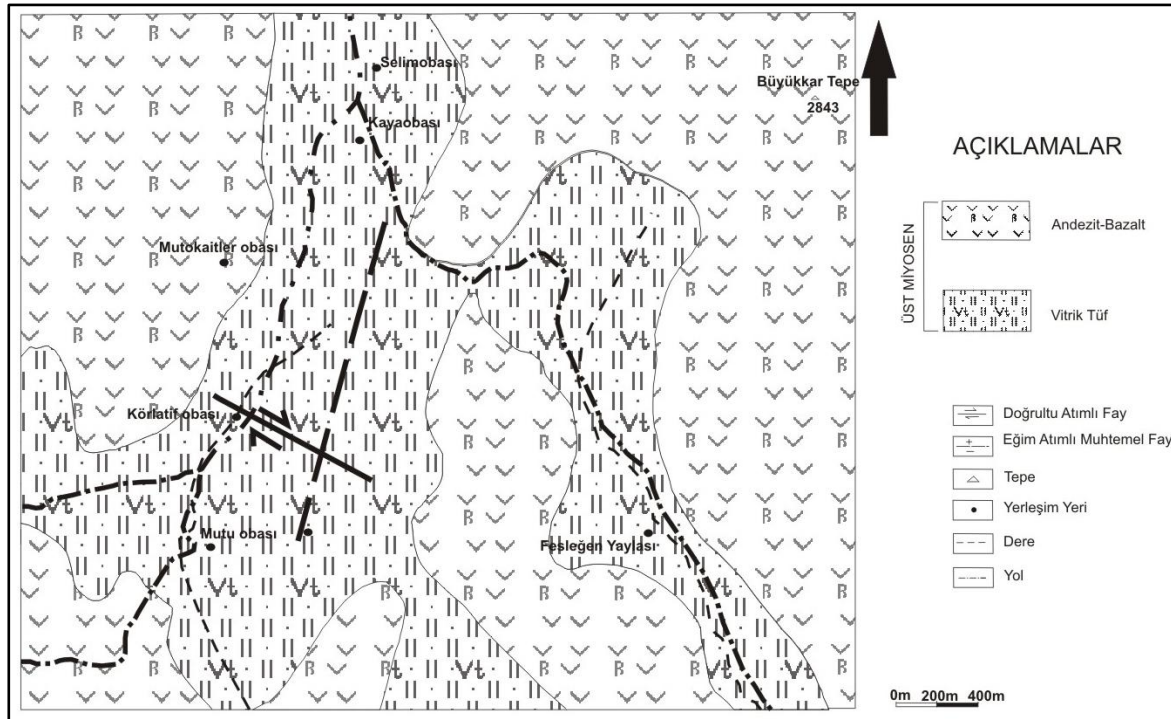 Selimobası
Büyükkar Tepe
2843
Kayaobası
Mutokaitler obası
Körlatif obası
Mutu obası
Fesleğen Yaylası
AÇIKLAMALAR
ÜST MİYOSEN
Andezit-Bazalt
Vitrik Tüf
Doğrultu Atımlı Fay
Eğim Atımlı Muhtemel Fay
Tepe
Yerleşim Yeri
Dere
Yol
0m 200m 400m